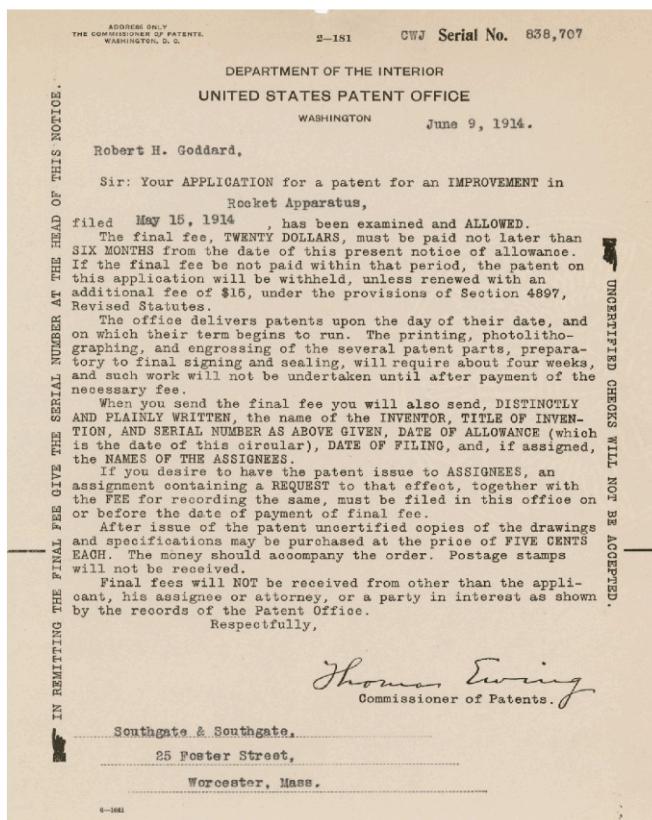 ADDRESS ONLY
THE COMMISSIONER OF PATENTS,
WASHINGTON, D. C.
2—181
CWJ Serial No. 838,707
DEPARTMENT OF THE INTERIOR
UNITED STATES PATENT OFFICE
WASHINGTON
June 9, 1914.
Robert H. Goddard,
Sir: Your APPLICATION for a patent for an IMPROVEMENT in
Rocket Apparatus,
filed May 15, 1914 , has been examined and ALLOWED.
The final fee, TWENTY DOLLARS, must be paid not later than
SIX MONTHS from the date of this present notice of allowance.
If the final fee be not paid within that period, the patent on
this application will be withheld, unless renewed with an
additional fee of $15, under the provisions of Section 4897,
Revised Statutes.
The office delivers patents upon the day of their date, and
on which their term begins to run. The printing, photolitho-
graphing, and engrossing of the several patent parts, prepara-
tory to final signing and sealing, will require about four weeks,
and such work will not be undertaken until after payment of the
necessary fee.
When you send the final fee you will also send, DISTINCTLY
AND PLAINLY WRITTEN, the name of the INVENTOR, TITLE OF INVEN-
TION, AND SERIAL NUMBER AS ABOVE GIVEN, DATE OF ALLOWANCE (which
is the date of this circular), DATE OF FILING, and, if assigned,
the NAMES OF THE ASSIGNEES.
If you desire to have the patent issue to ASSIGNEES, an
assignment containing a REQUEST to that effect, together with
the FEE for recording the same, must be filed in this office on
or before the date of payment of final fee.
After issue of the patent uncertified copies of the drawings
and specifications may be purchased at the price of FIVE CENTS
EACH. The money should accompany the order. Postage stamps
will not be received.
Final fees will NOT be received from other than the appli-
cant, his assignee or attorney, or a party in interest as shown
by the records of the Patent Office.
Respectfully,
Thomas Ewing
Commissioner of Patents.
Southgate & Southgate,
25 Foster Street,
Worcester, Mass.
IN REMITTING THE FINAL FEE GIVE THE SERIAL NUMBER AT THE HEAD OF THIS NOTICE.
UNCERTIFIED CHECKS WILL NOT BE ACCEPTED.